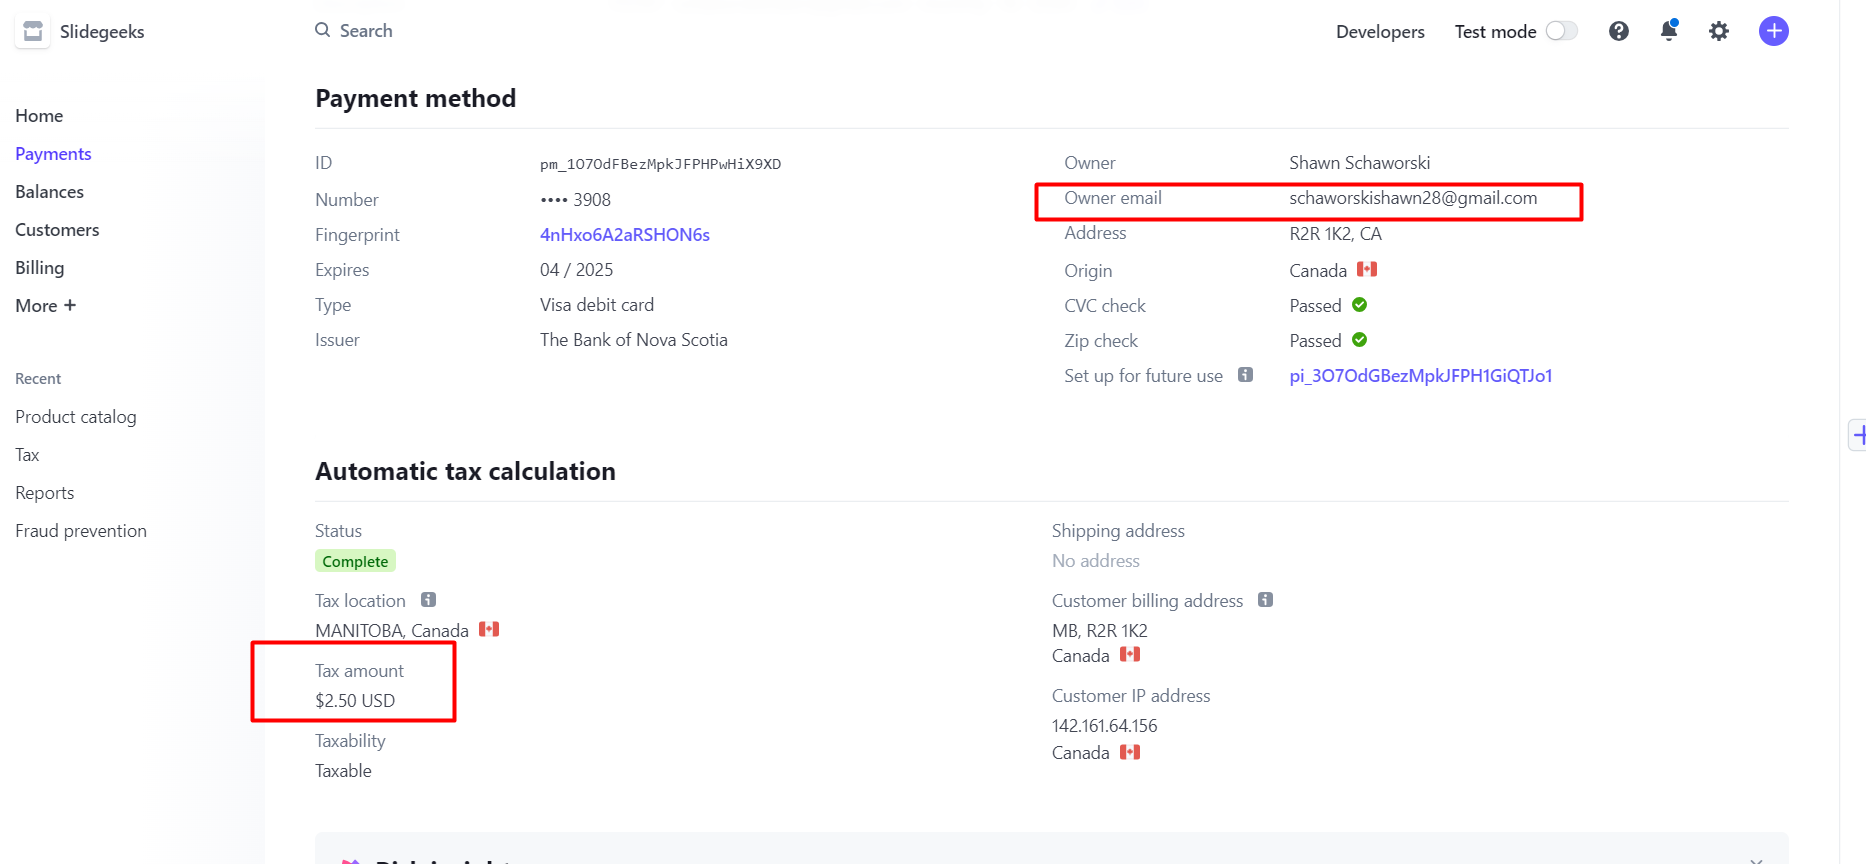 Slidegeeks
Search
Developers
Test mode
Home
Payments
Balances
Customers
Billing
More +
Recent
Product catalog
Tax
Reports
Fraud prevention
Payment method
ID pm_1O7OdFBezMpkJFPHPwHiX9XD
Number •••• 3908
Fingerprint 4nHxo6A2aRSHON6s
Expires 04 / 2025
Type Visa debit card
Issuer The Bank of Nova Scotia
Owner Shawn Schaworski
Owner email schaworskishawn28@gmail.com
Address R2R 1K2, CA
Origin Canada
CVC check Passed
Zip check Passed
Set up for future use pi_3O7OdGBezMpkJFPH1GiQTJo1
Automatic tax calculation
Status
Complete
Tax location
MANITOBA, Canada
Tax amount
$2.50 USD
Taxability
Taxable
Shipping address
No address
Customer billing address
MB, R2R 1K2
Canada
Customer IP address
142.161.64.156
Canada